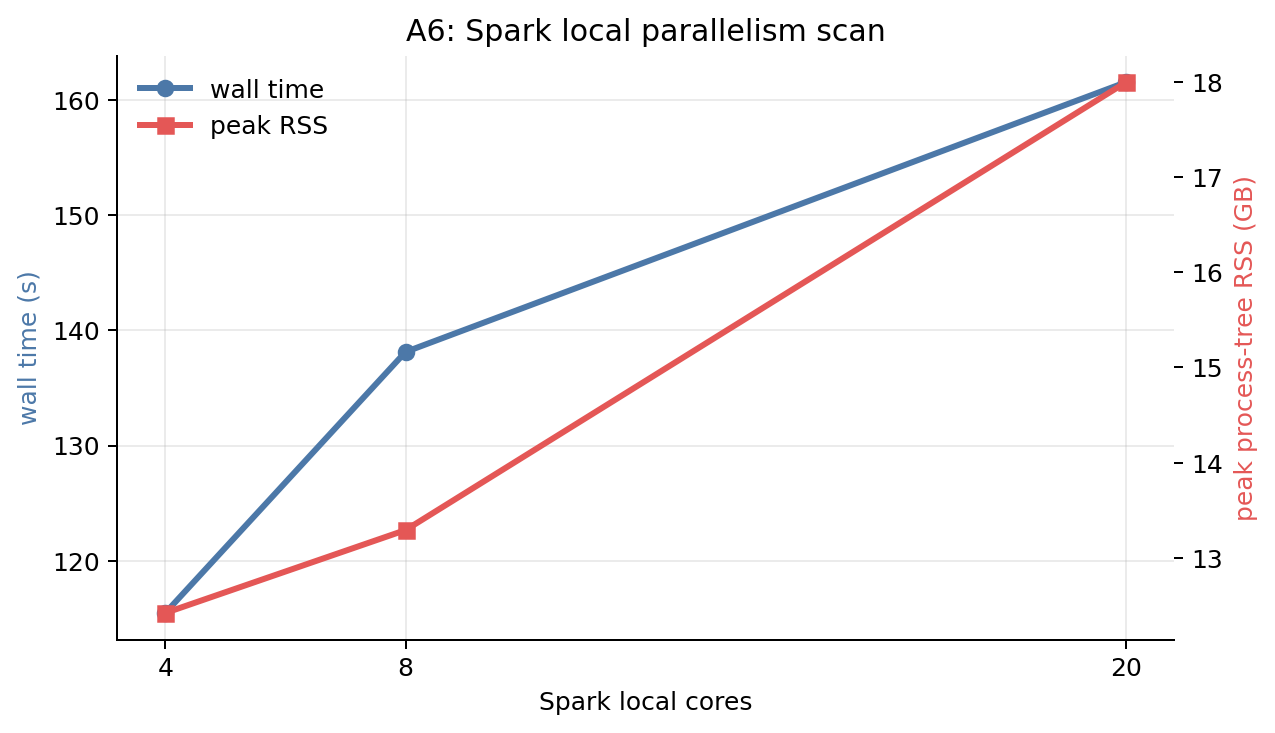 A6: Spark local parallelism scan
wall time
peak RSS
160
150
140
130
120
wall time (s)
18
17
16
15
14
13
peak process-tree RSS (GB)
4
8
20
Spark local cores